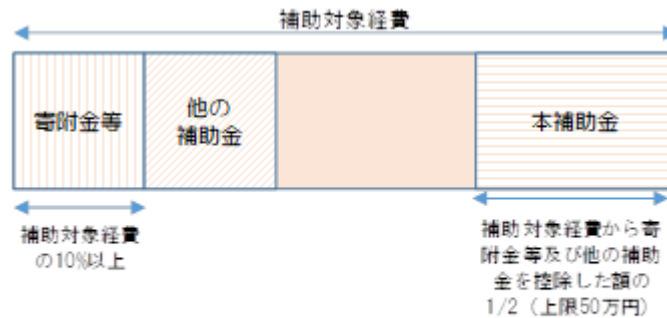 補助対象経費
寄附金等
他の
補助金
本補助金
補助対象経費
の10%以上
補助対象経費から寄
附金等及び他の補助
金を控除した額の
1/2（上限50万円）